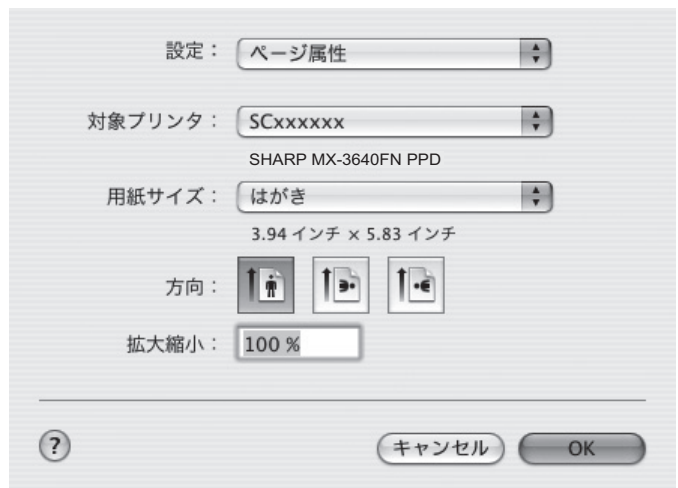 設定： ページ属性
対象プリンタ： SCxxxxxx
SHARP MX-3640FN PPD
用紙サイズ： はがき
3.94 インチ × 5.83 インチ
方向：
拡大縮小： 100 %
? キャンセル OK